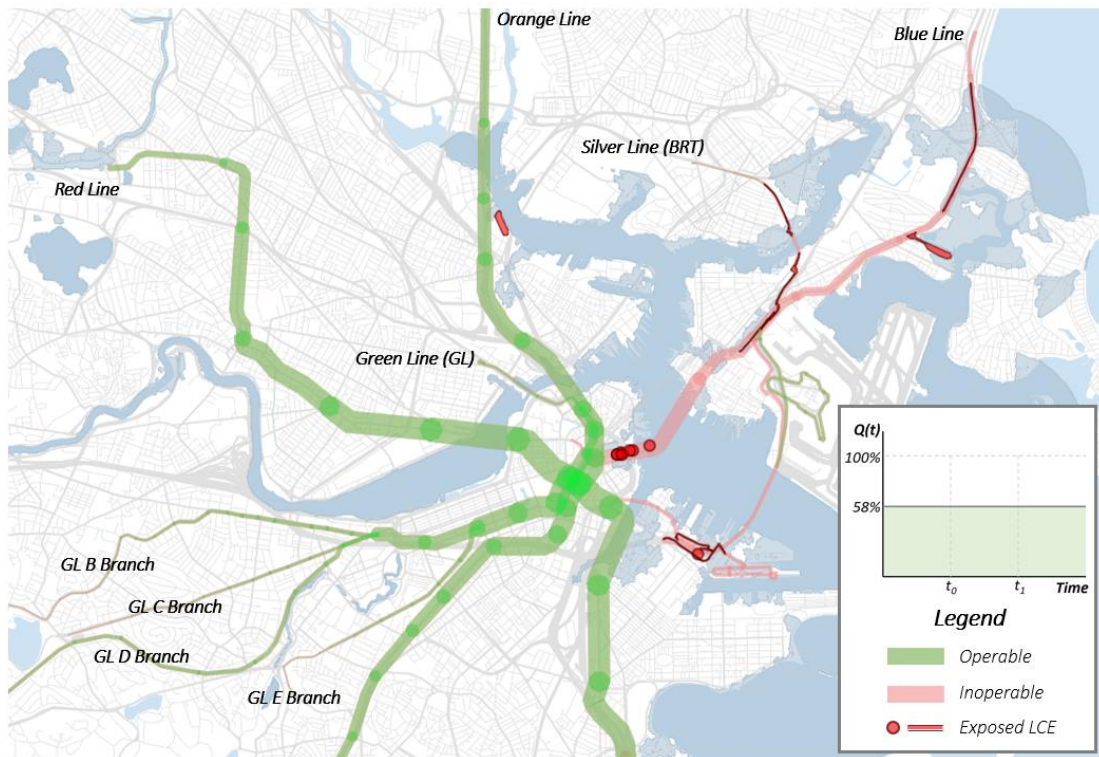 Orange Line
Blue Line
Silver Line (BRT)
Red Line
Green Line (GL)
GL B Branch
GL C Branch
GL D Branch
GL E Branch
Q(t)
100%
58%
t0
t1
Time
Legend
Operable
Inoperable
Exposed LCE